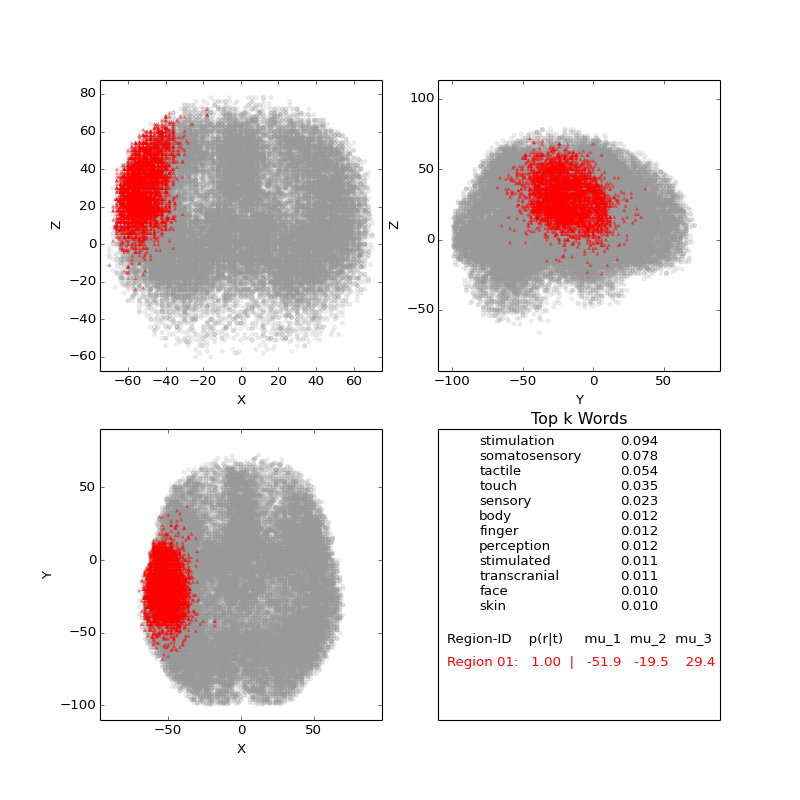 80
60
40
20
0
−20
−40
−60
Z
−60 −40 −20 0 20 40 60
X
100
50
0
−50
Z
−100 −50 0 50
Y
50
0
−50
−100
Y
−50 0 50
X
Top k Words
stimulation 0.094
somatosensory 0.078
tactile 0.054
touch 0.035
sensory 0.023
body 0.012
finger 0.012
perception 0.012
stimulated 0.011
transcranial 0.011
face 0.010
skin 0.010
Region-ID p(r|t) mu_1 mu_2 mu_3
Region 01: 1.00 | -51.9 -19.5 29.4